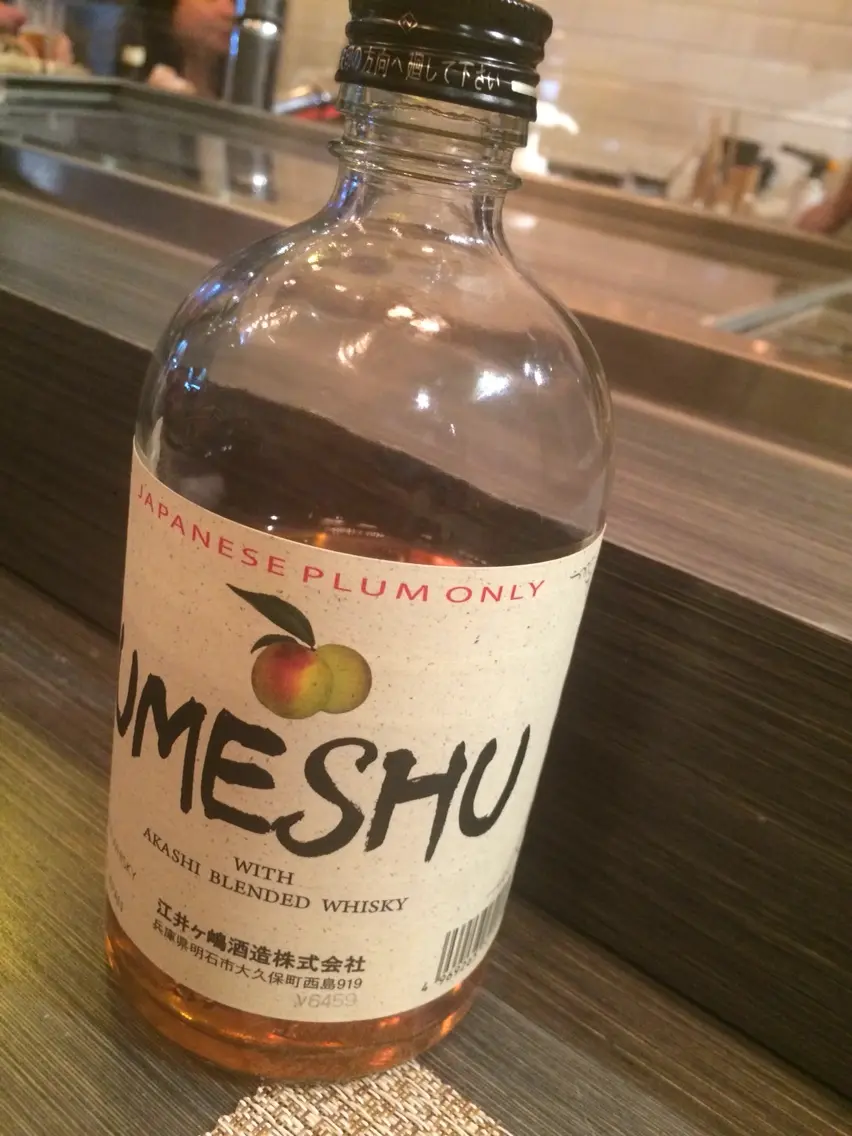 の方向へ廻して下さい
JAPANESE PLUM ONLY
UMESHU
WITH
AKASHI BLENDED WHISKY
WHISKY
江井ヶ嶋酒造株式会社
兵庫県明石市大久保町西島919
V6459